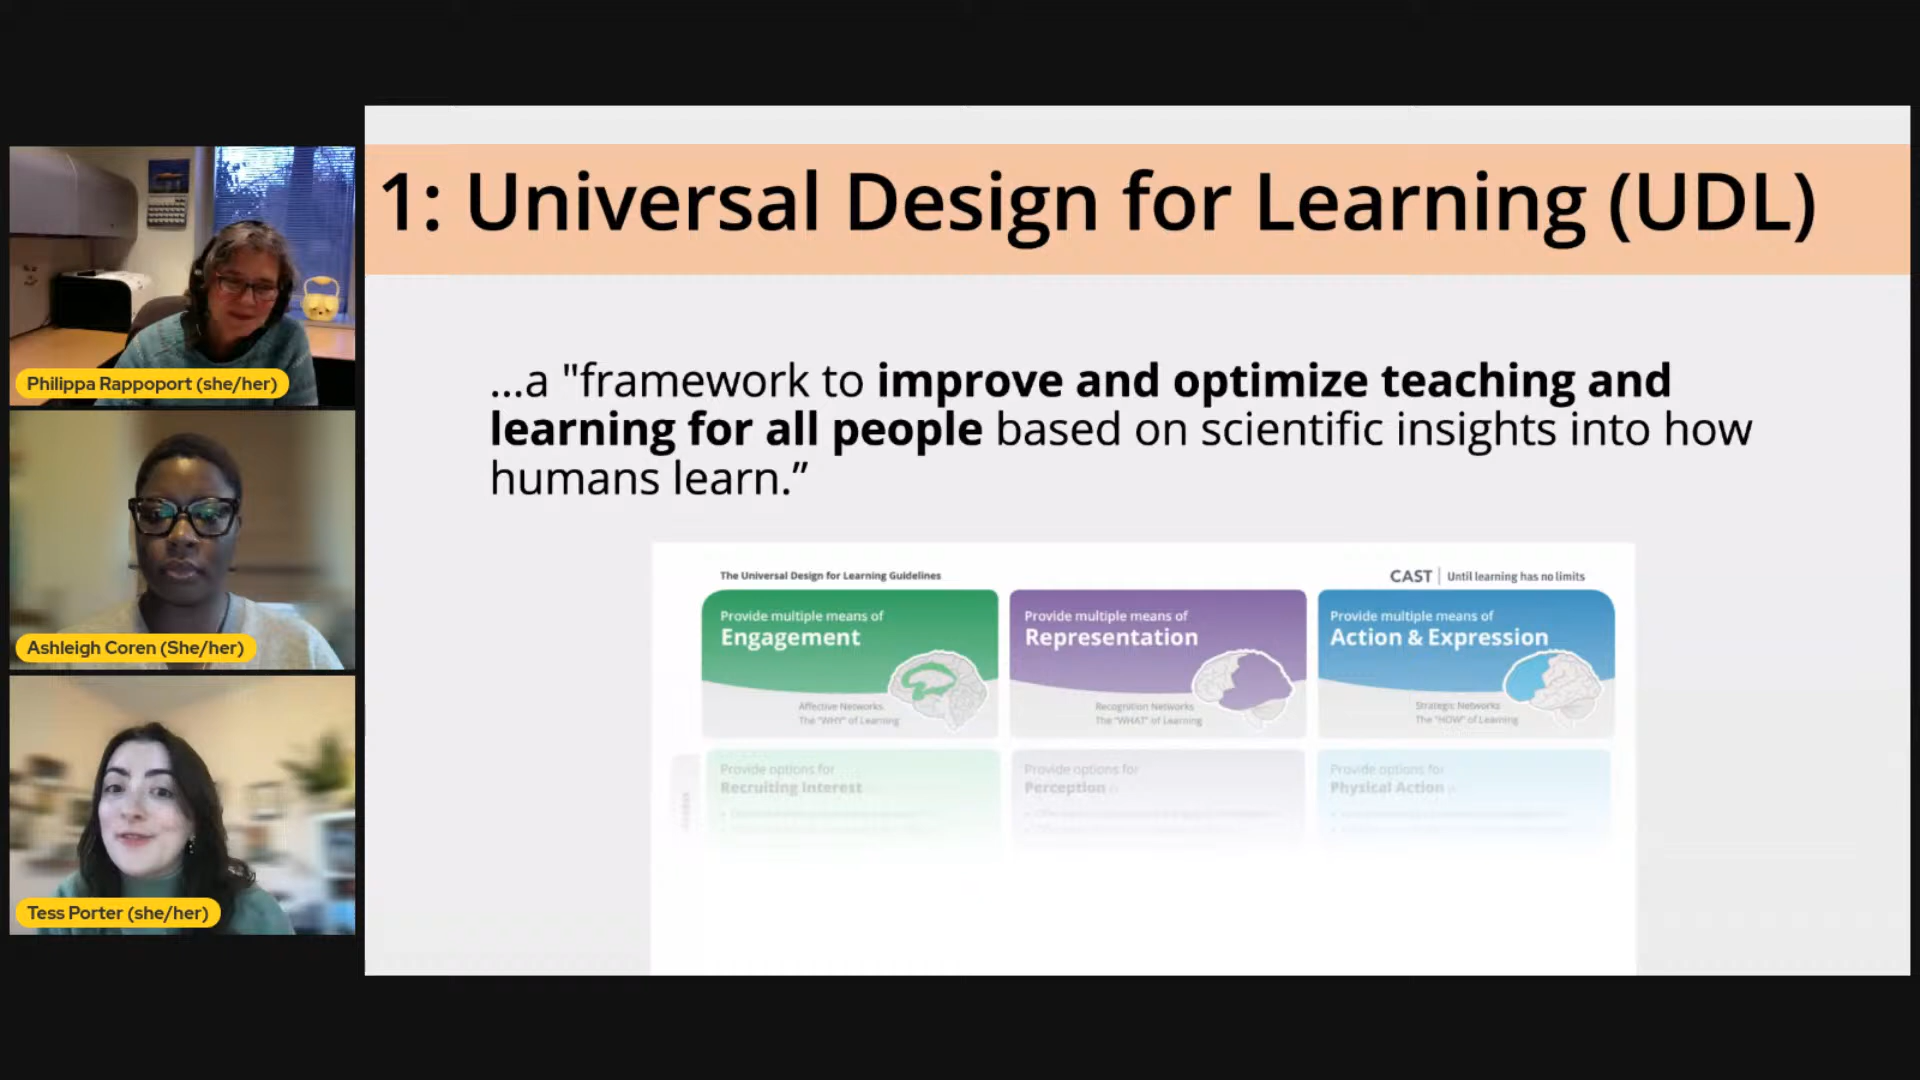 1: Universal Design for Learning (UDL)
...a "framework to improve and optimize teaching and
learning for all people based on scientific insights into how
humans learn.”
The Universal Design for Learning Guidelines
CAST | Until learning has no limits
Provide multiple means of
Engagement
Affective Networks
The "WHY" of Learning
Provide multiple means of
Representation
Recognition Networks
The "WHAT" of Learning
Provide multiple means of
Action & Expression
Strategic Networks
The "HOW" of Learning
Provide options for
Recruiting Interest
Provide options for
Perception
Provide options for
Physical Action
Philippa Rappoport (she/her)
Ashleigh Coren (She/her)
Tess Porter (she/her)